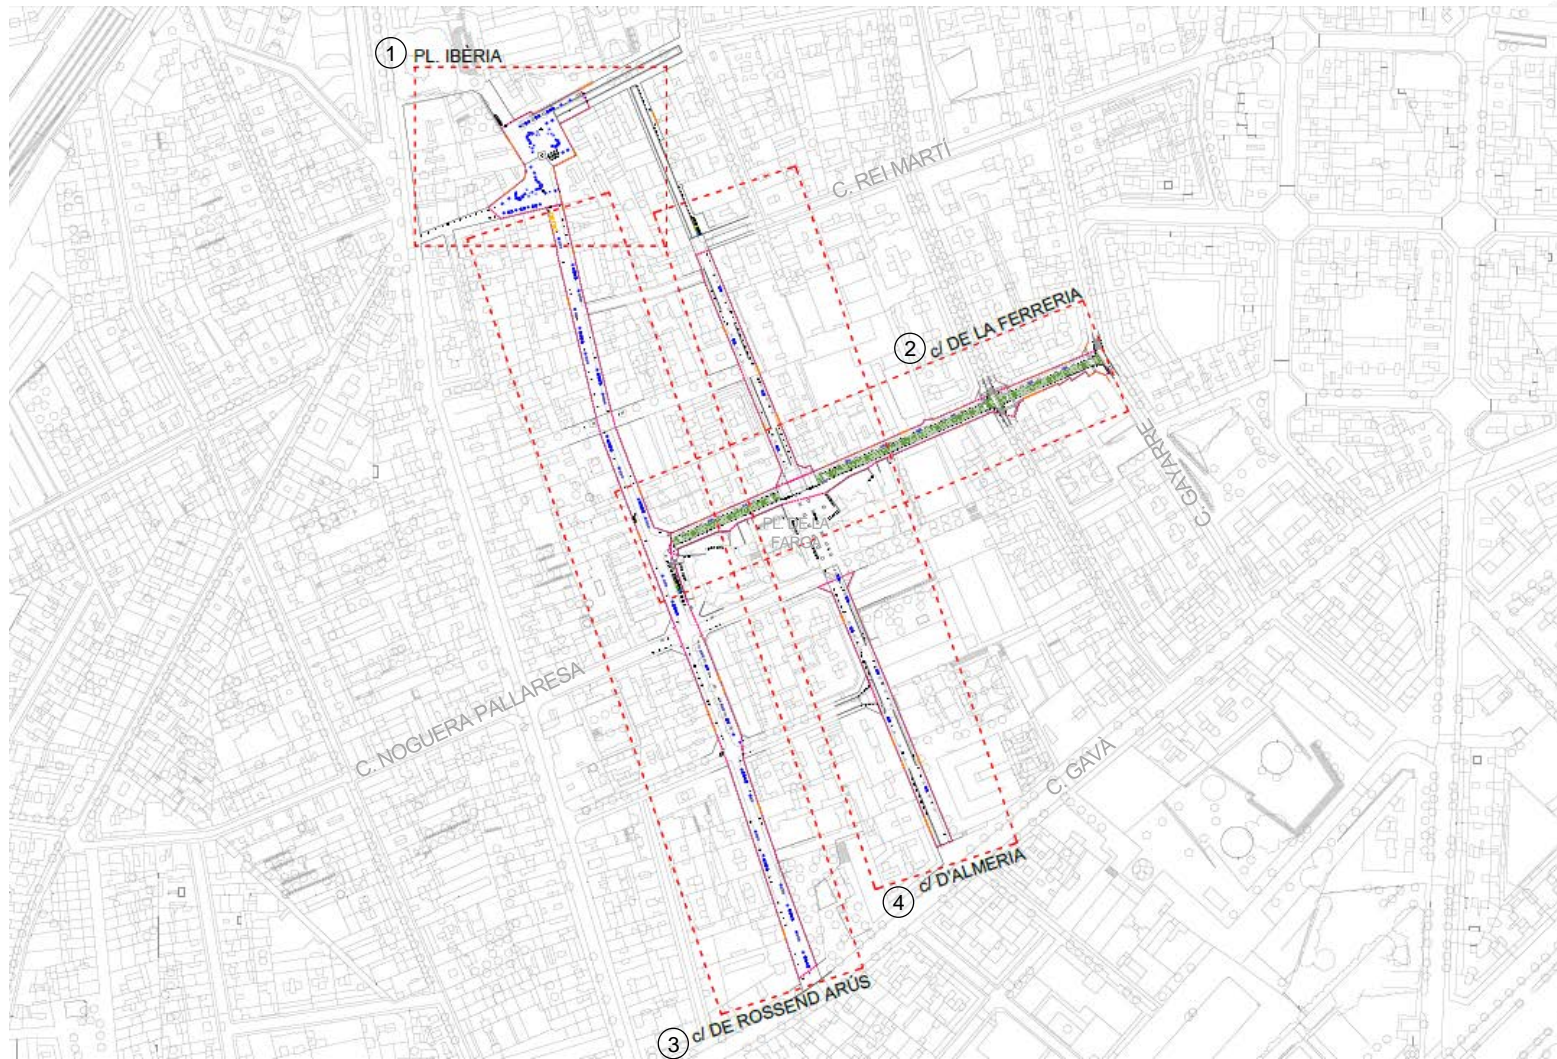 1 PL. IBÈRIA
C. REI MARTÍ
2 c/ DE LA FERRERIA
C. GAYARRE
PL. DE LA
FARGA
C. NOGUERA PALLARESA
C. GAVÀ
4 c/ D'ALMERIA
3 c/ DE ROSSEND ARÚS